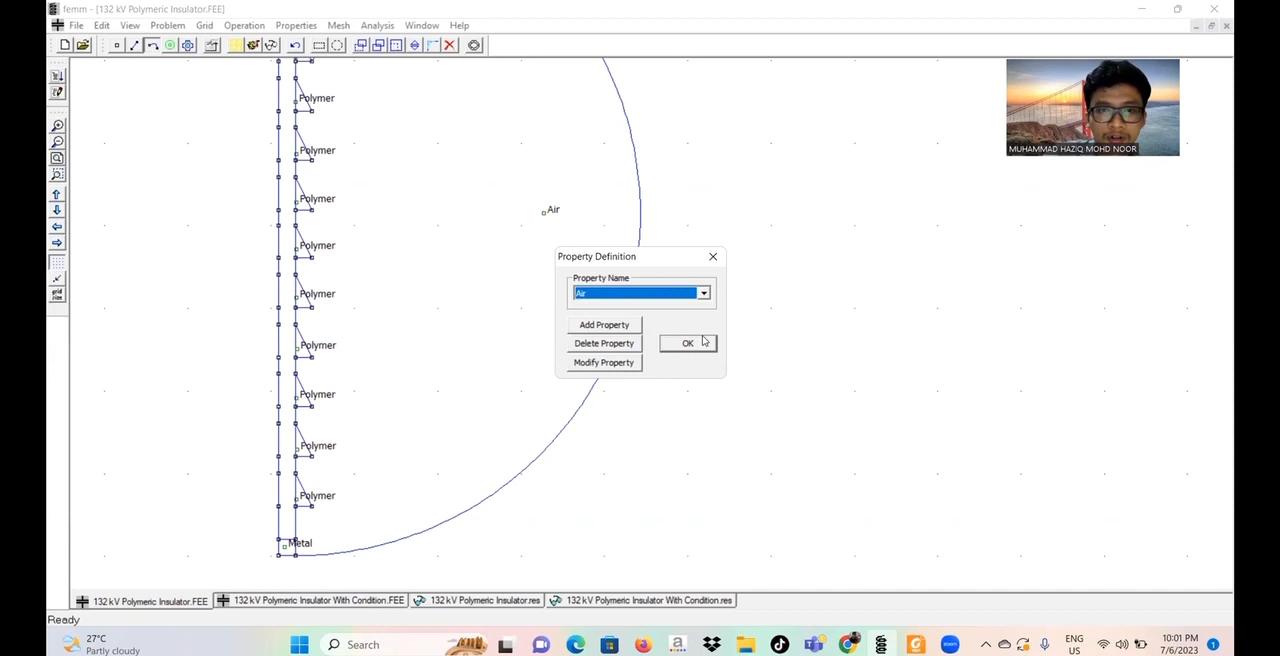 femm - [132 kV Polymeric Insulator.FEE]
File Edit View Problem Grid Operation Properties Mesh Analysis Window Help
Polymer
Polymer
Polymer
Polymer
Polymer
Polymer
Polymer
Polymer
Polymer
Metal
Air
Property Definition
Property Name
Air
Add Property
Delete Property
OK
Modify Property
MUHAMMAD HAZIQ MOHD NOOR
grid
size
132 kV Polymeric Insulator.FEE 132 kV Polymeric Insulator With Condition.FEE 132 kV Polymeric Insulator.res 132 kV Polymeric Insulator With Condition.res
Ready
27°C
Partly cloudy
Search
zoom
ENG
US
10:01 PM
7/6/2023
1